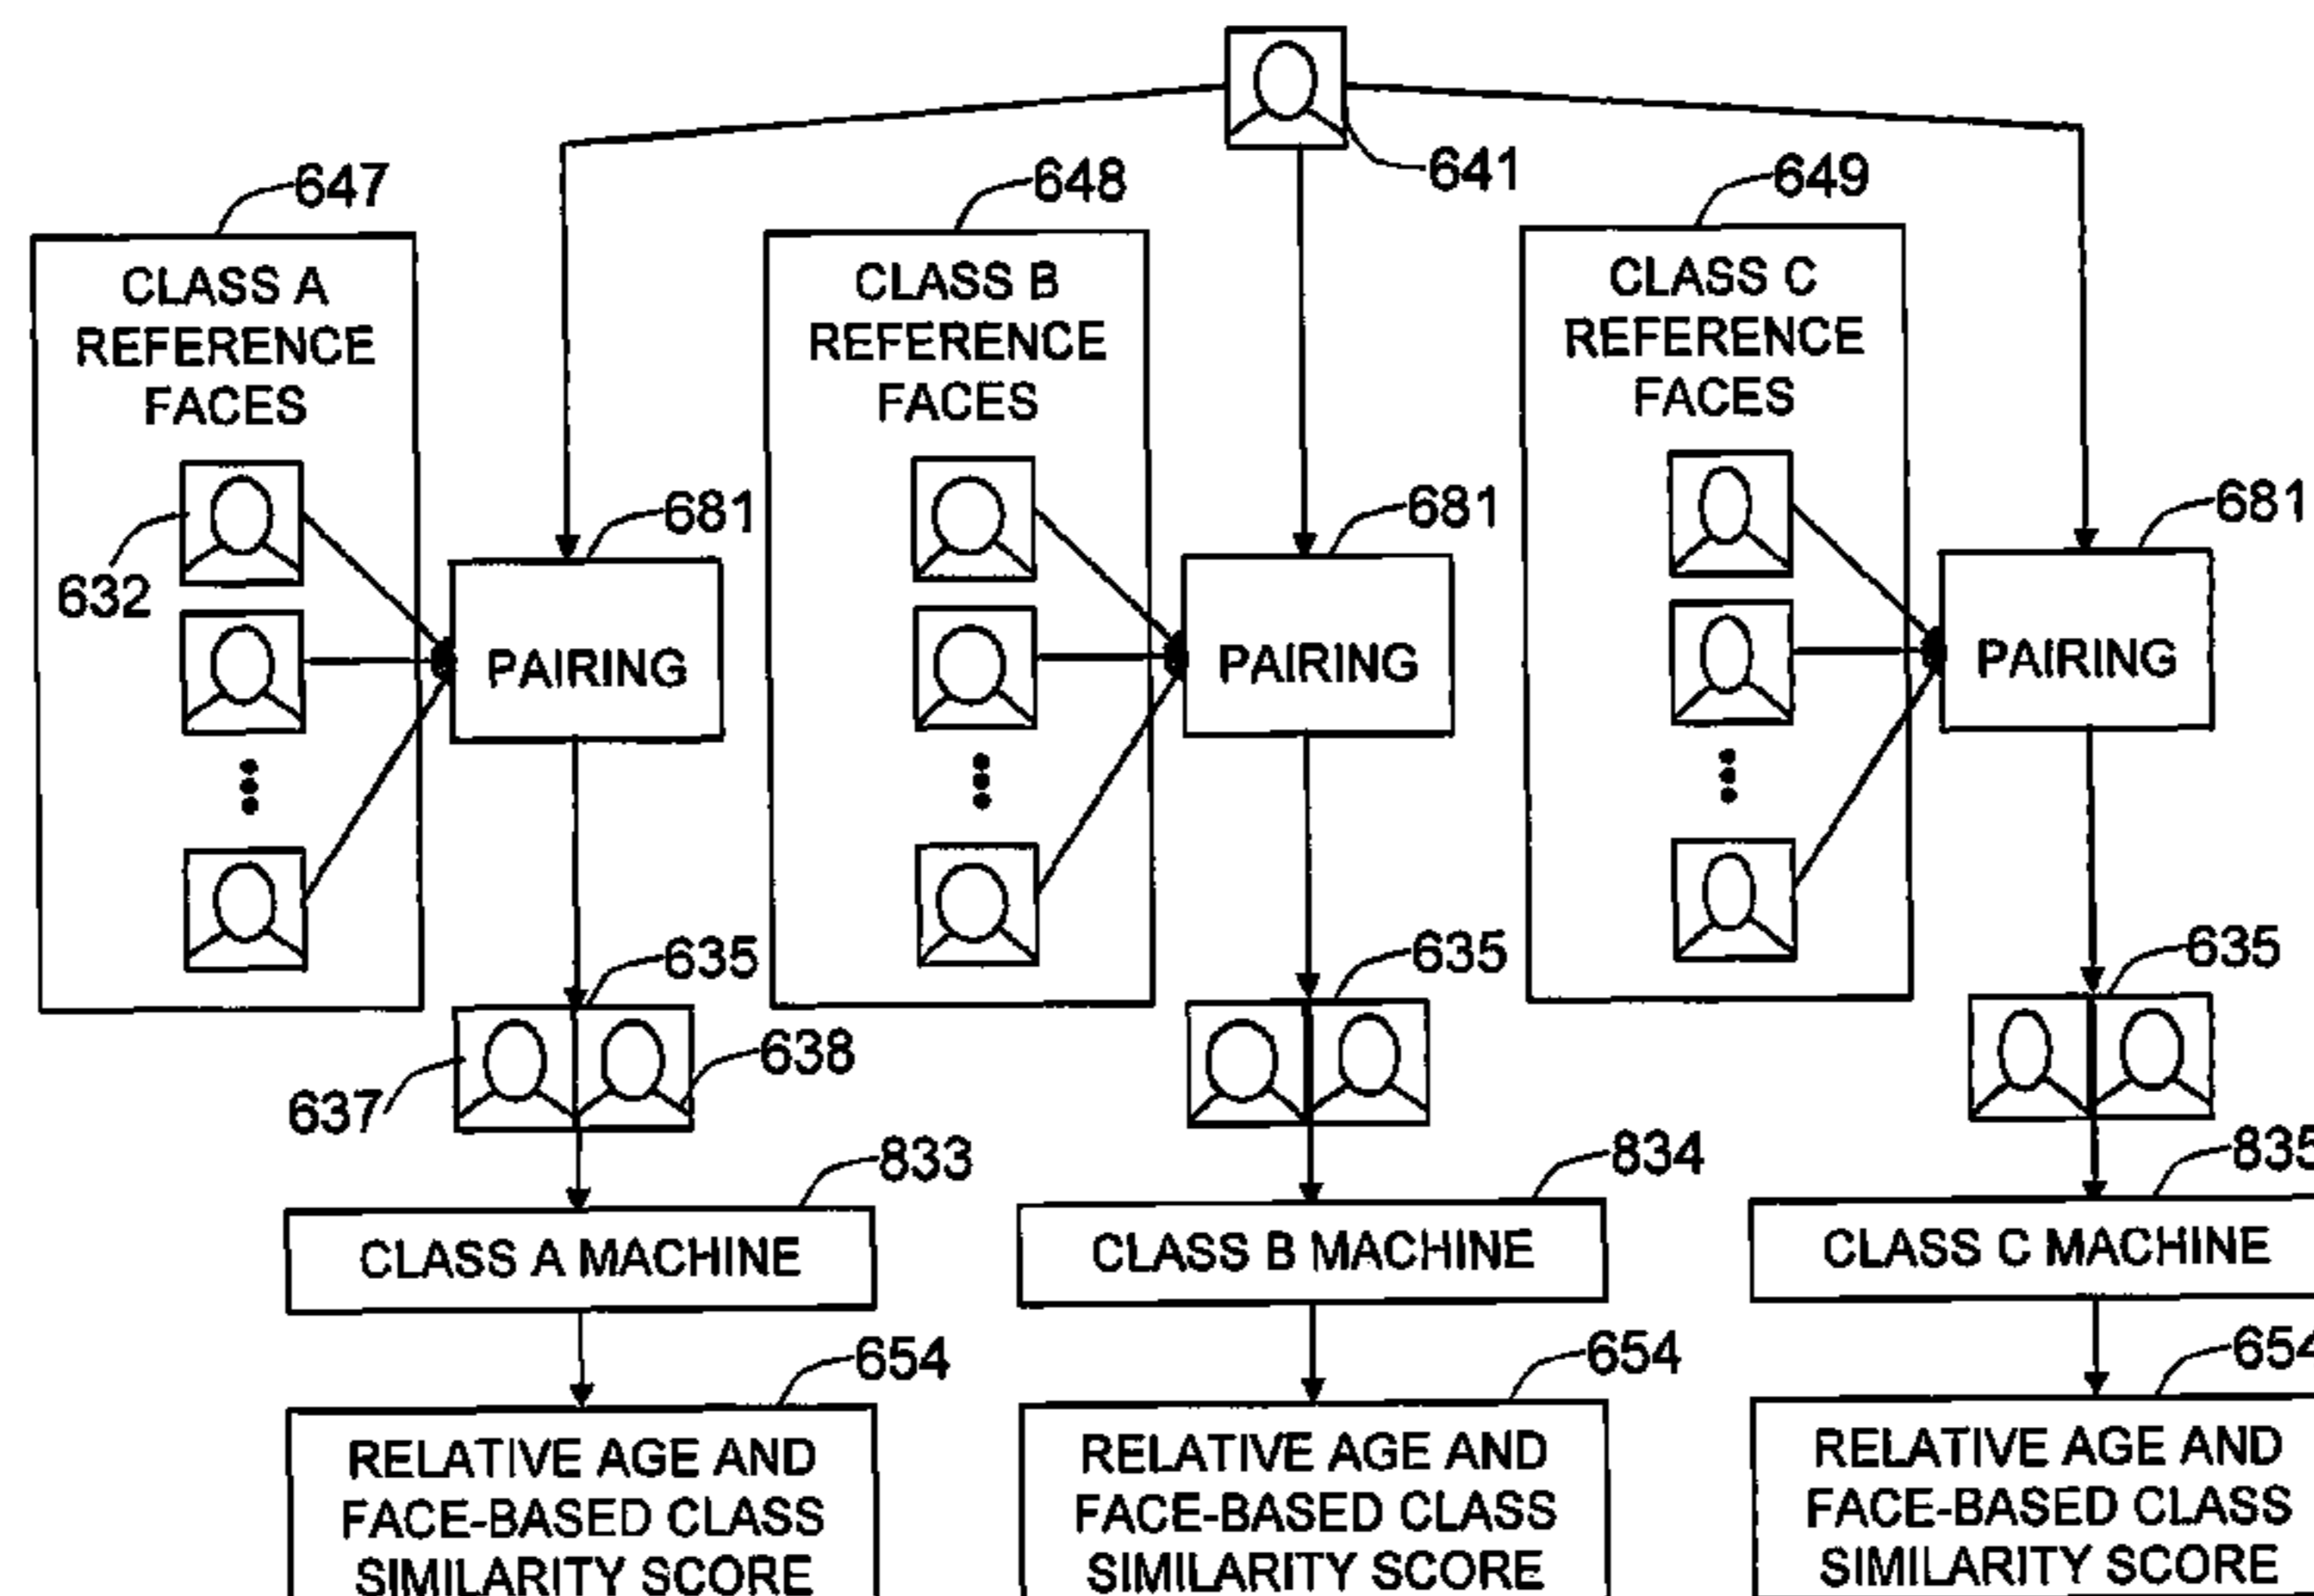 641
647
648
649
CLASS A
REFERENCE
FACES
CLASS B
REFERENCE
FACES
CLASS C
REFERENCE
FACES
632
681
681
681
PAIRING
PAIRING
PAIRING
635
635
635
637
638
833
834
835
CLASS A MACHINE
CLASS B MACHINE
CLASS C MACHINE
654
654
654
RELATIVE AGE AND
FACE-BASED CLASS
SIMILARITY SCORE
RELATIVE AGE AND
FACE-BASED CLASS
SIMILARITY SCORE
RELATIVE AGE AND
FACE-BASED CLASS
SIMILARITY SCORE